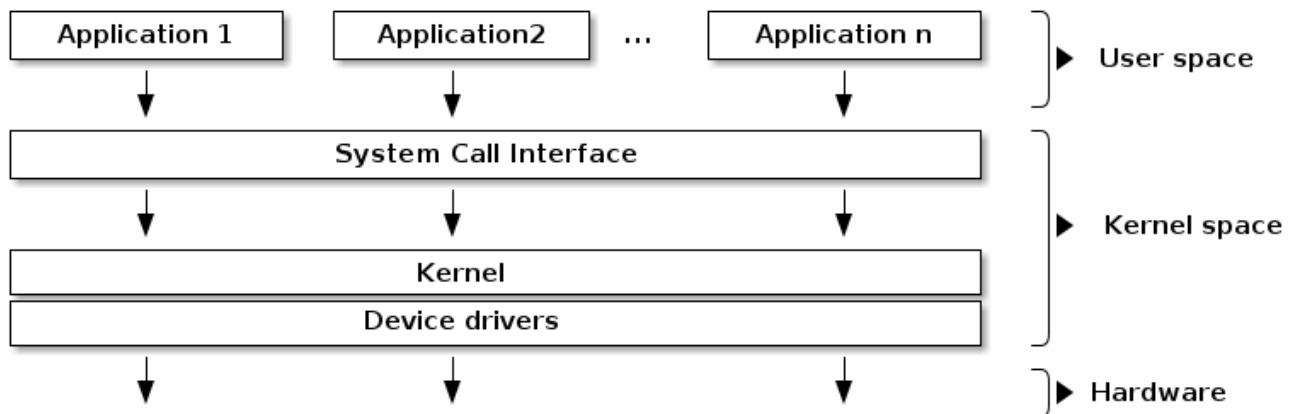 Application 1
Application2
...
Application n
User space
System Call Interface
Kernel space
Kernel
Device drivers
Hardware